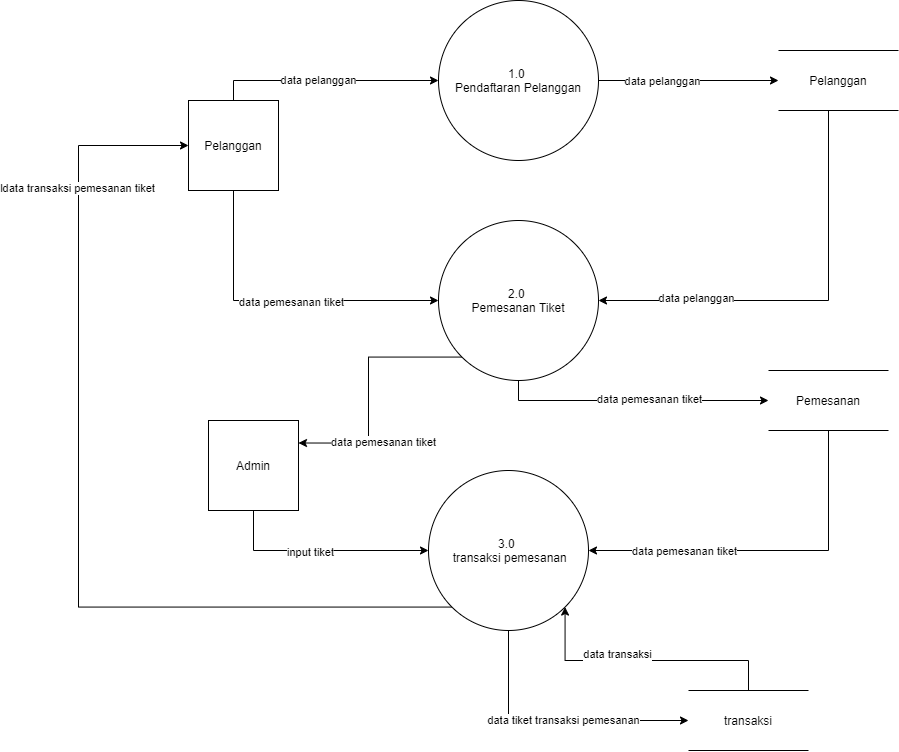 1.0
Pendaftaran Pelanggan
data pelanggan
data pelanggan
Pelanggan
Pelanggan
ldata transaksi pemesanan tiket
2.0
Pemesanan Tiket
data pemesanan tiket
data pelanggan
data pemesanan tiket
Pemesanan
data pemesanan tiket
Admin
3.0
transaksi pemesanan
input tiket
data pemesanan tiket
data transaksi
data tiket transaksi pemesanan
transaksi